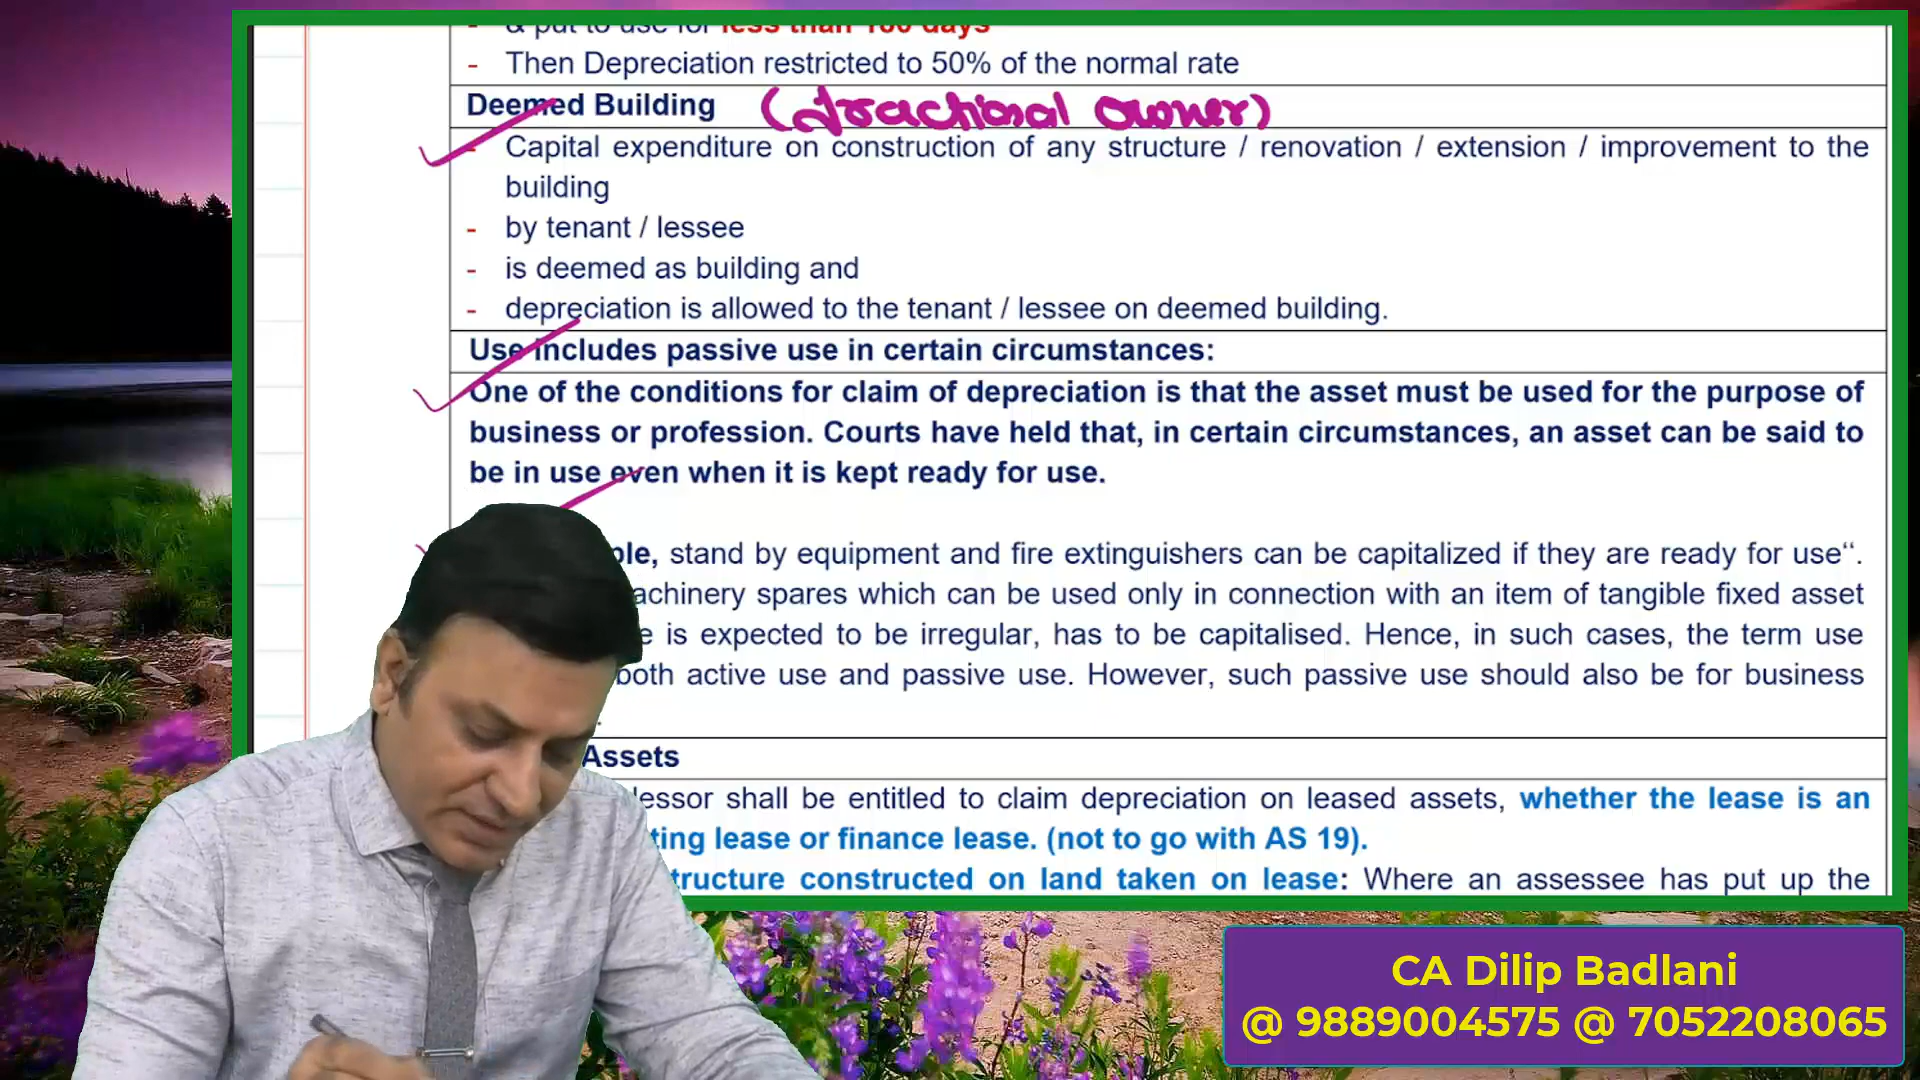 & put to use for less than 180 days
- Then Depreciation restricted to 50% of the normal rate
Deemed Building (fractional owner)
- Capital expenditure on construction of any structure / renovation / extension / improvement to the
building
- by tenant / lessee
- is deemed as building and
- depreciation is allowed to the tenant / lessee on deemed building.
Use includes passive use in certain circumstances:
One of the conditions for claim of depreciation is that the asset must be used for the purpose of
business or profession. Courts have held that, in certain circumstances, an asset can be said to
be in use even when it is kept ready for use.
ple, stand by equipment and fire extinguishers can be capitalized if they are ready for use“.
achinery spares which can be used only in connection with an item of tangible fixed asset
e is expected to be irregular, has to be capitalised. Hence, in such cases, the term use
both active use and passive use. However, such passive use should also be for business
Assets
lessor shall be entitled to claim depreciation on leased assets, whether the lease is an
ting lease or finance lease. (not to go with AS 19).
tructure constructed on land taken on lease: Where an assessee has put up the
CA Dilip Badlani
@ 9889004575 @ 7052208065